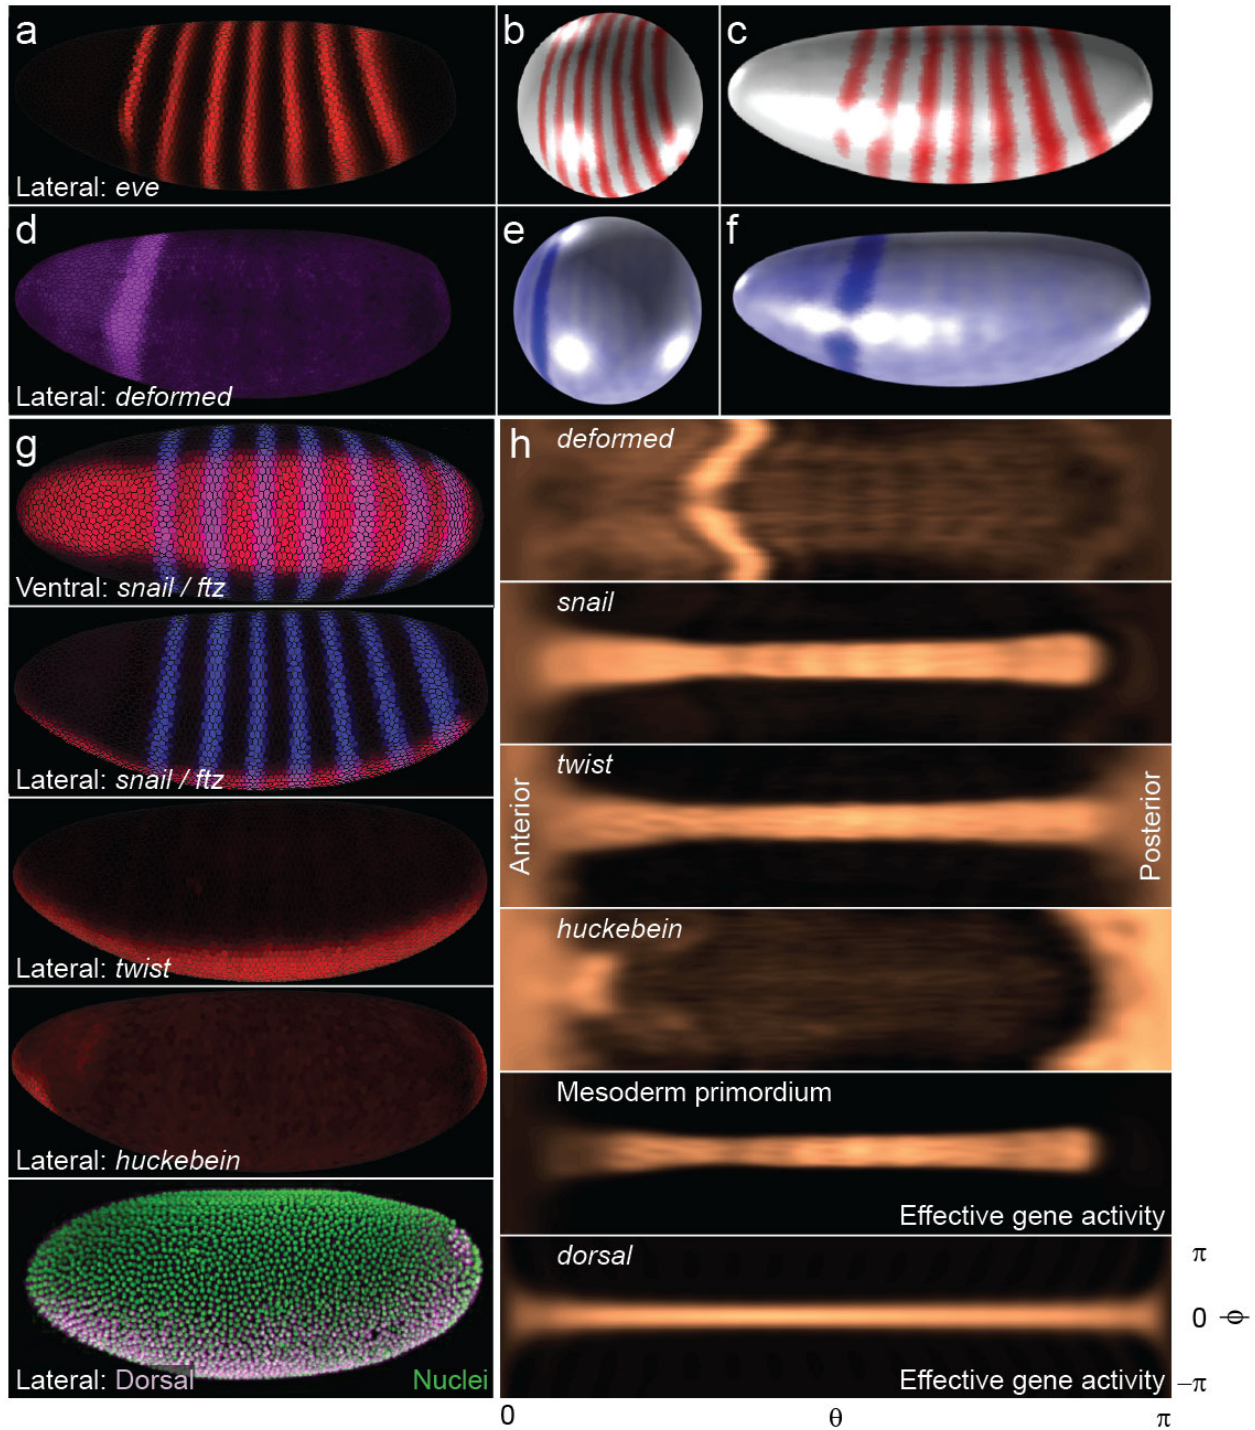 a
b
c
Lateral: eve
d
e
f
Lateral: deformed
g
Ventral: snail / ftz
Lateral: snail / ftz
Lateral: twist
Lateral: huckebein
Lateral: Dorsal
Nuclei
h
deformed
snail
twist
Anterior
Posterior
huckebein
Mesoderm primordium
Effective gene activity
dorsal
Effective gene activity
π
0
ϕ
−π
0
θ
π